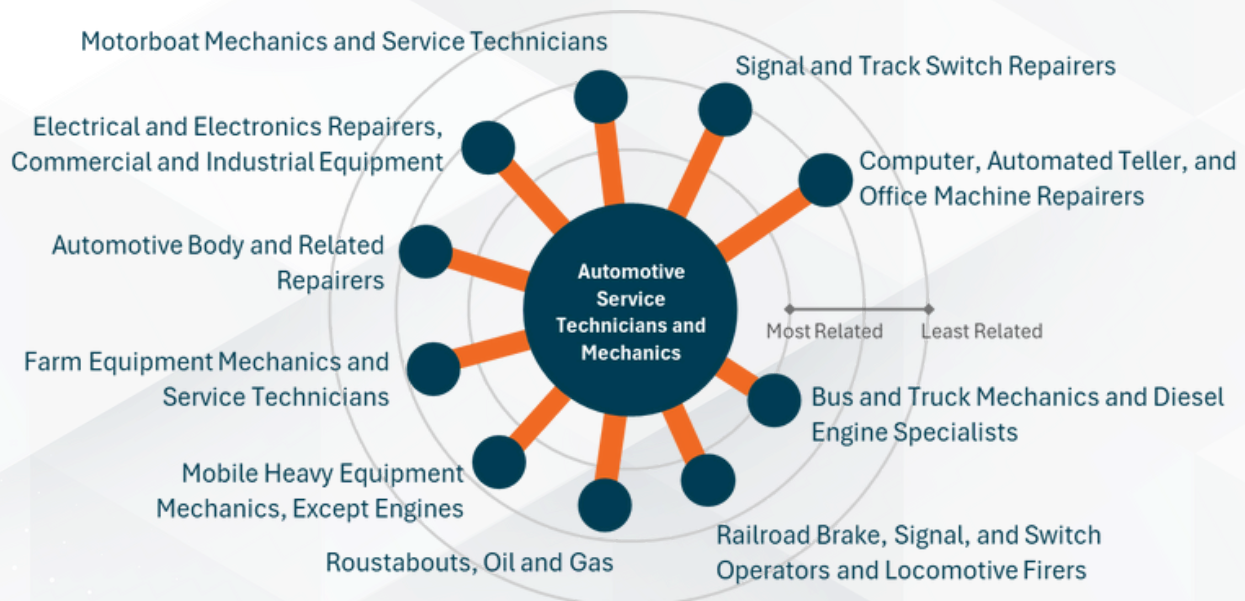 Motorboat Mechanics and Service Technicians
Signal and Track Switch Repairers
Electrical and Electronics Repairers,
Commercial and Industrial Equipment
Computer, Automated Teller, and
Office Machine Repairers
Automotive Body and Related
Repairers
Automotive
Service
Technicians and
Mechanics
Most Related
Least Related
Farm Equipment Mechanics and
Service Technicians
Bus and Truck Mechanics and Diesel
Engine Specialists
Mobile Heavy Equipment
Mechanics, Except Engines
Railroad Brake, Signal, and Switch
Operators and Locomotive Firers
Roustabouts, Oil and Gas